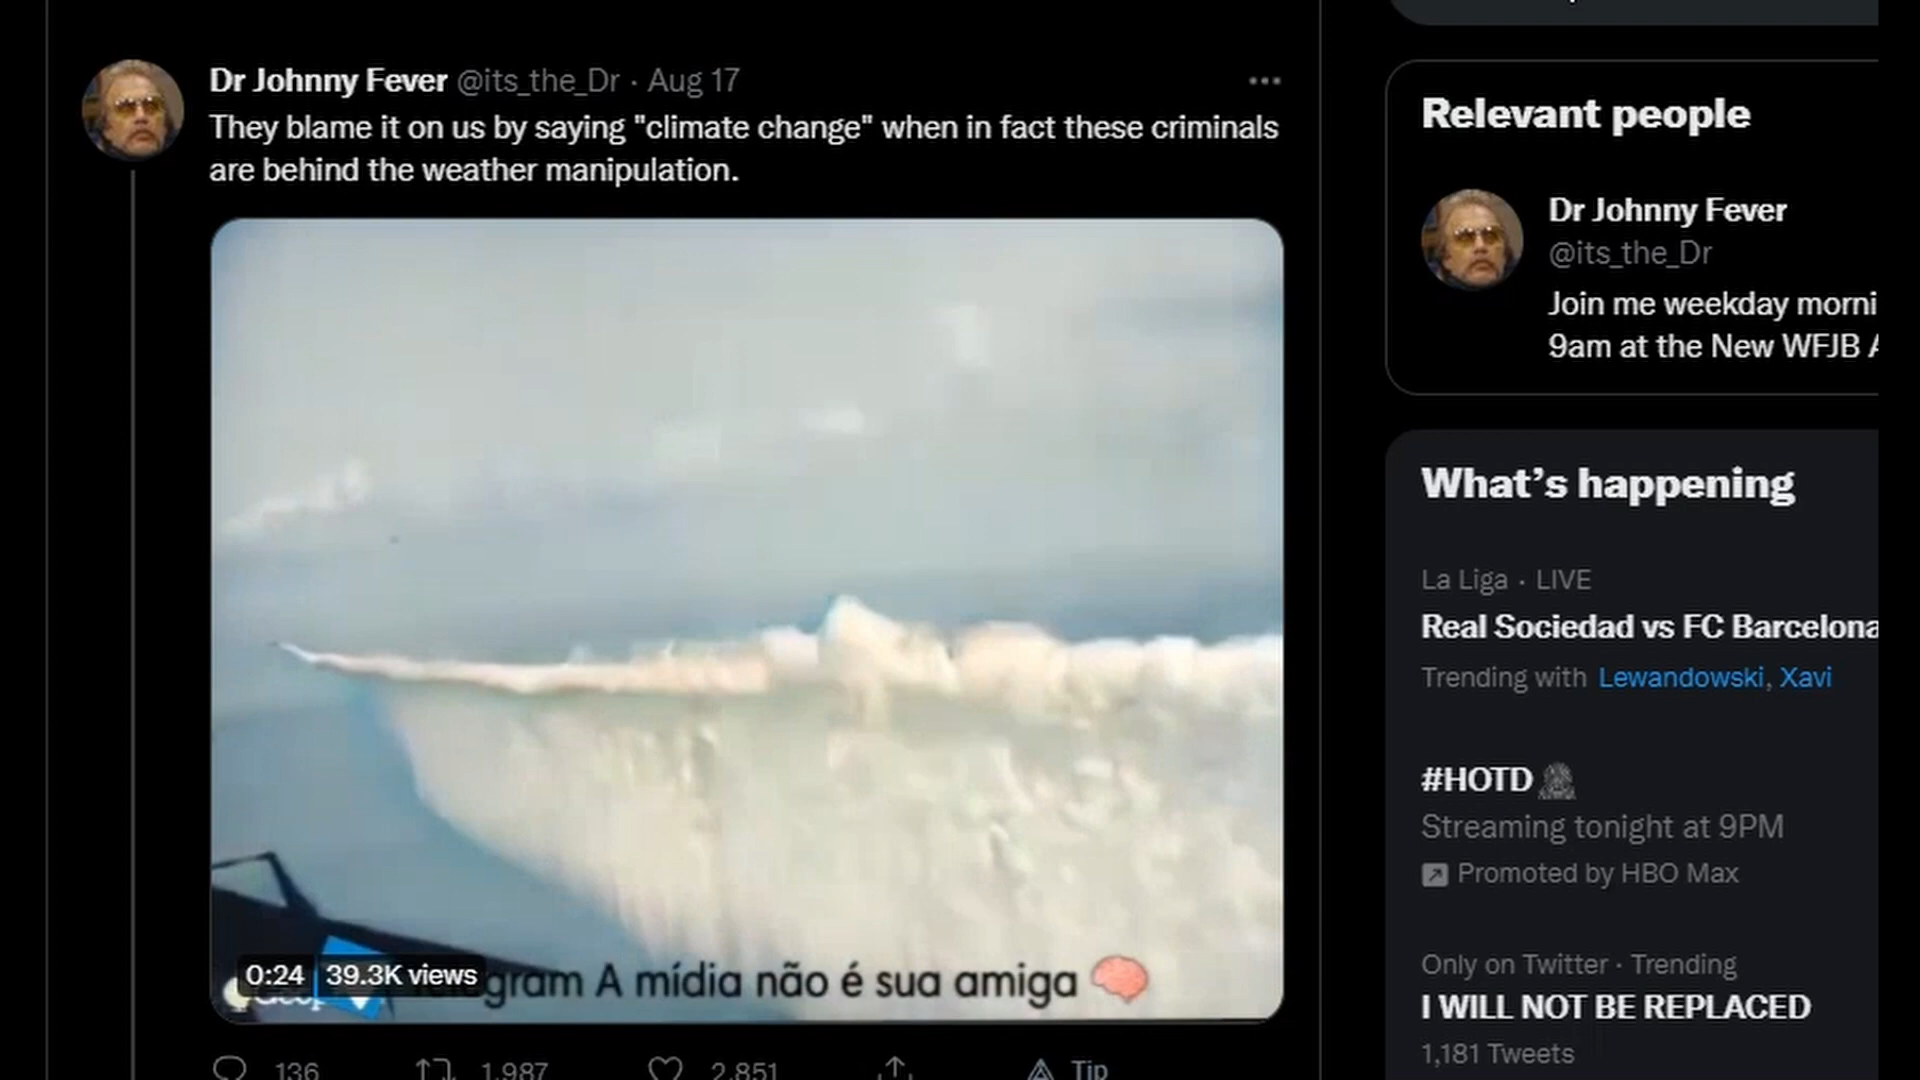 Dr Johnny Fever @its_the_Dr · Aug 17
They blame it on us by saying "climate change" when in fact these criminals
are behind the weather manipulation.
0:24 39.3K views
gram A mídia não é sua amiga
136 1,987 2,851 Tip
Relevant people
Dr Johnny Fever
@its_the_Dr
Join me weekday morni
9am at the New WFJB
What's happening
La Liga · LIVE
Real Sociedad vs FC Barcelona
Trending with Lewandowski, Xavi
#HOTD
Streaming tonight at 9PM
Promoted by HBO Max
Only on Twitter · Trending
I WILL NOT BE REPLACED
1,181 Tweets